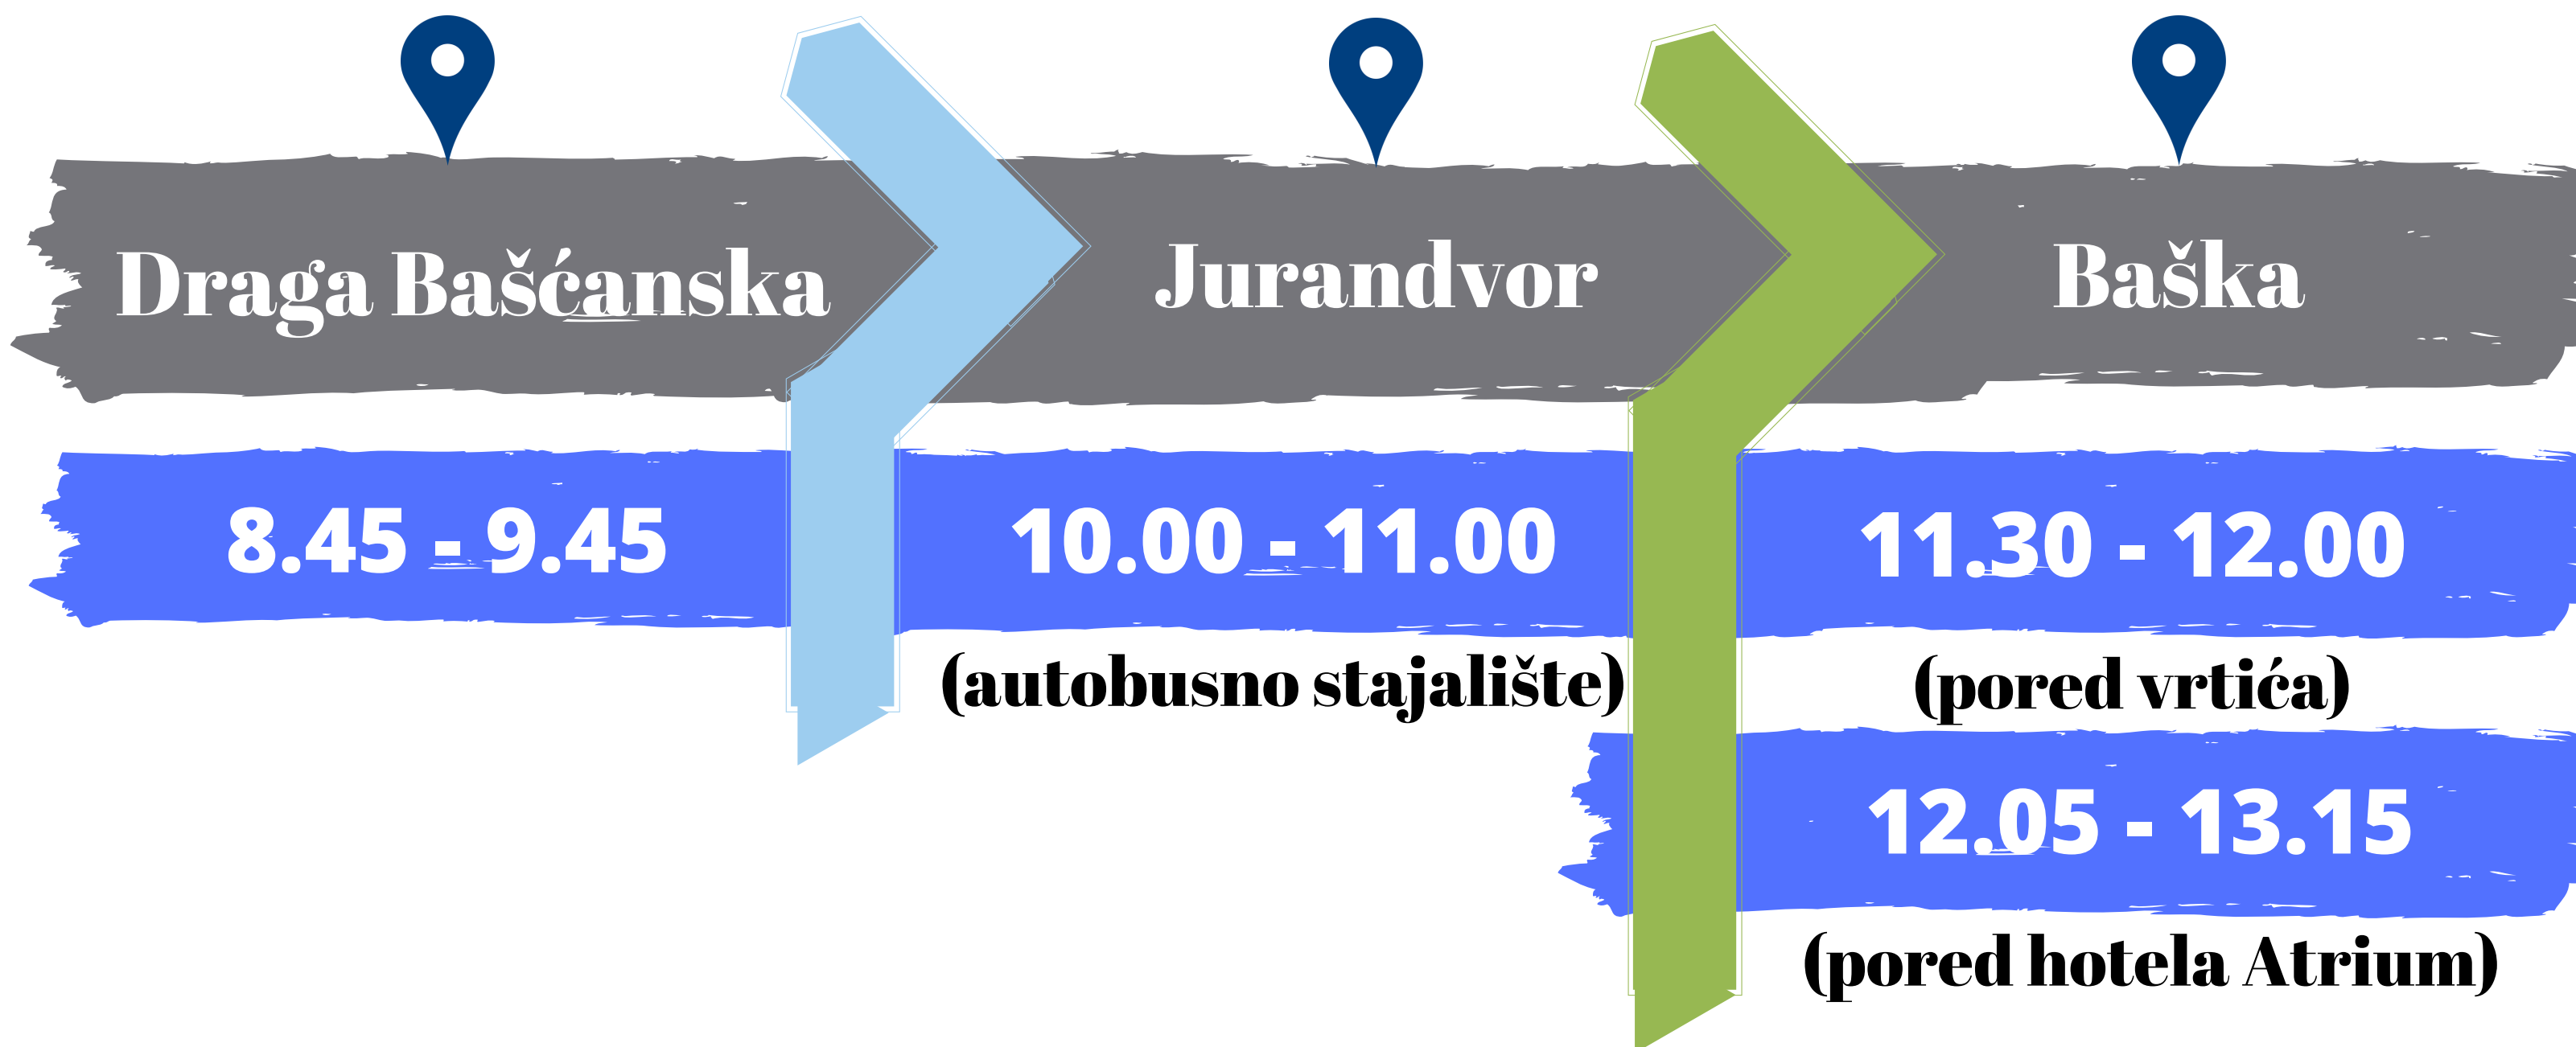 Draga Bašćanska
Jurandvor
Baška
8.45 - 9.45
10.00 - 11.00
11.30 - 12.00
(autobusno stajalište)
(pored vrtića)
12.05 - 13.15
(pored hotela Atrium)